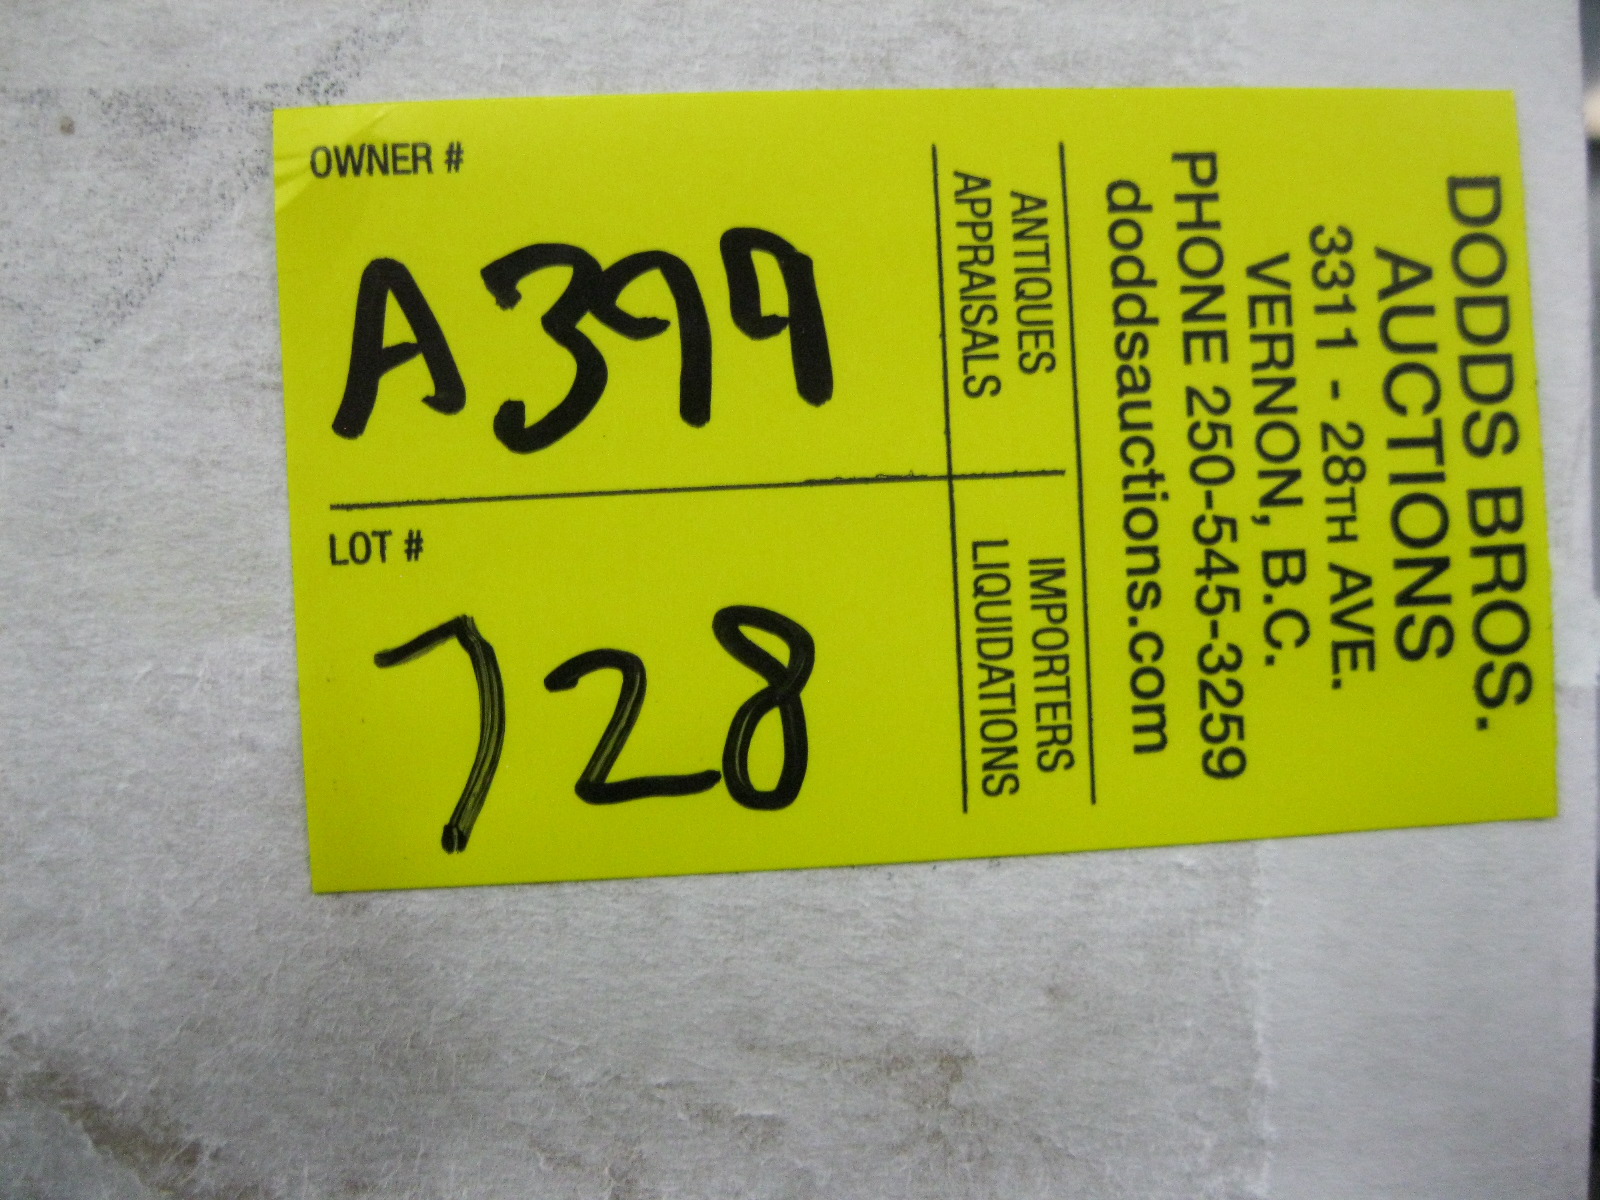 DODDS BROS.
AUCTIONS
3311 - 28TH AVE.
VERNON, B.C.
PHONE 250-545-3259
doddsauctions.com
ANTIQUES
APPRAISALS
IMPORTERS
LIQUIDATIONS
OWNER #
A399
LOT #
728